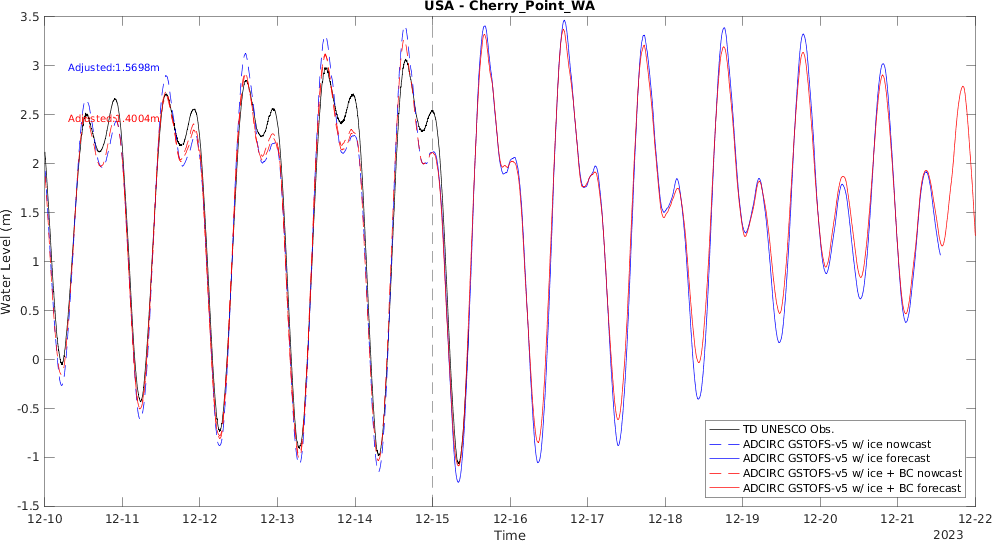 USA - Cherry_Point_WA
3.5
3
2.5
2
1.5
1
0.5
0
-0.5
-1
-1.5
Water Level (m)
Adjusted:1.5698m
Adjusted:1.4004m
TD UNESCO Obs.
ADCIRC GSTOFS-v5 w/ ice nowcast
ADCIRC GSTOFS-v5 w/ ice forecast
ADCIRC GSTOFS-v5 w/ ice + BC nowcast
ADCIRC GSTOFS-v5 w/ ice + BC forecast
12-10 12-11 12-12 12-13 12-14 12-15 12-16 12-17 12-18 12-19 12-20 12-21 12-22
Time
2023